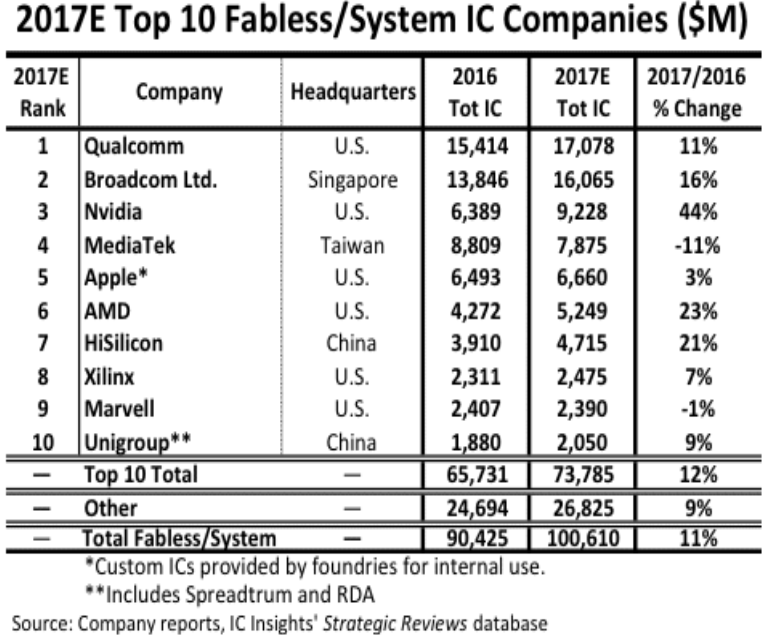 2017E Top 10 Fabless/System IC Companies ($M)
2017E Rank Company Headquarters 2016 Tot IC 2017E Tot IC 2017/2016 % Change
1 Qualcomm U.S. 15,414 17,078 11%
2 Broadcom Ltd. Singapore 13,846 16,065 16%
3 Nvidia U.S. 6,389 9,228 44%
4 MediaTek Taiwan 8,809 7,875 -11%
5 Apple* U.S. 6,493 6,660 3%
6 AMD U.S. 4,272 5,249 23%
7 HiSilicon China 3,910 4,715 21%
8 Xilinx U.S. 2,311 2,475 7%
9 Marvell U.S. 2,407 2,390 -1%
10 Unigroup** China 1,880 2,050 9%
— Top 10 Total — 65,731 73,785 12%
— Other — 24,694 26,825 9%
— Total Fabless/System — 90,425 100,610 11%
*Custom ICs provided by foundries for internal use.
**Includes Spreadtrum and RDA
Source: Company reports, IC Insights' Strategic Reviews database